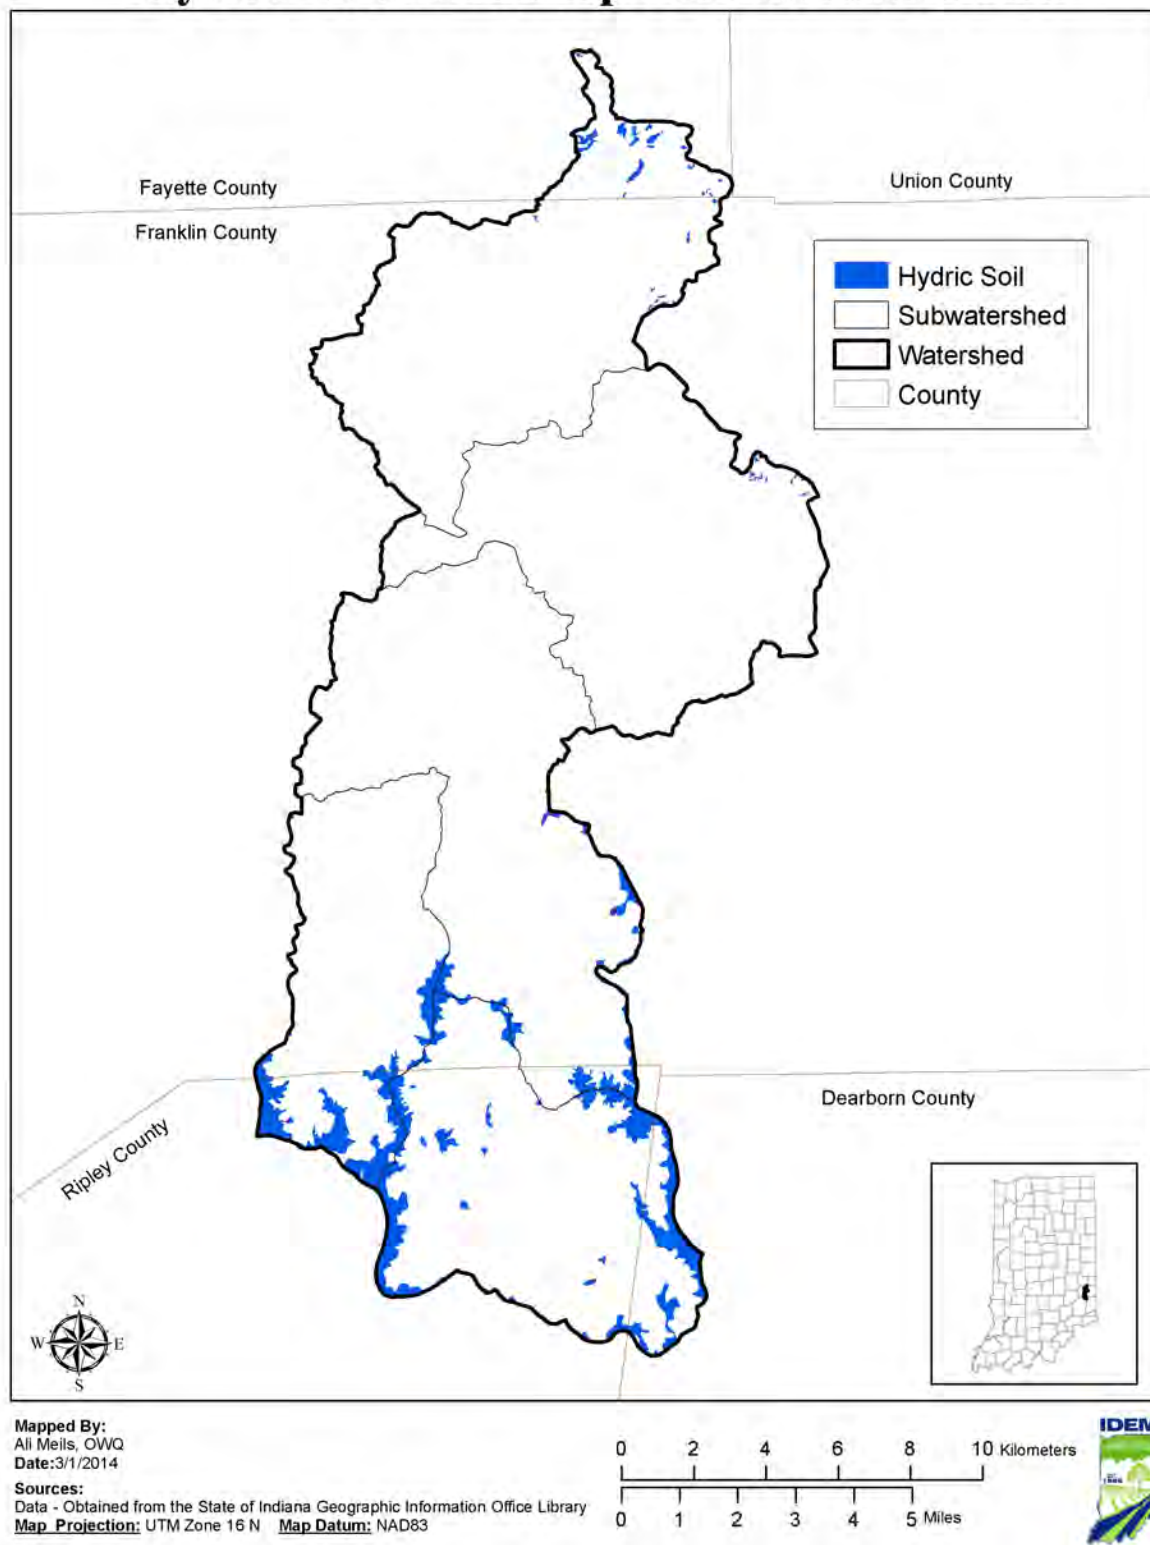 Fayette County
Union County
Franklin County
Hydric Soil
Subwatershed
Watershed
County
Dearborn County
Ripley County
N
W E
S
Mapped By:
Ali Meils, OWQ
Date:3/1/2014
Sources:
Data - Obtained from the State of Indiana Geographic Information Office Library
Map Projection: UTM Zone 16 N Map Datum: NAD83
0 2 4 6 8 10 Kilometers
0 1 2 3 4 5 Miles
IDEM